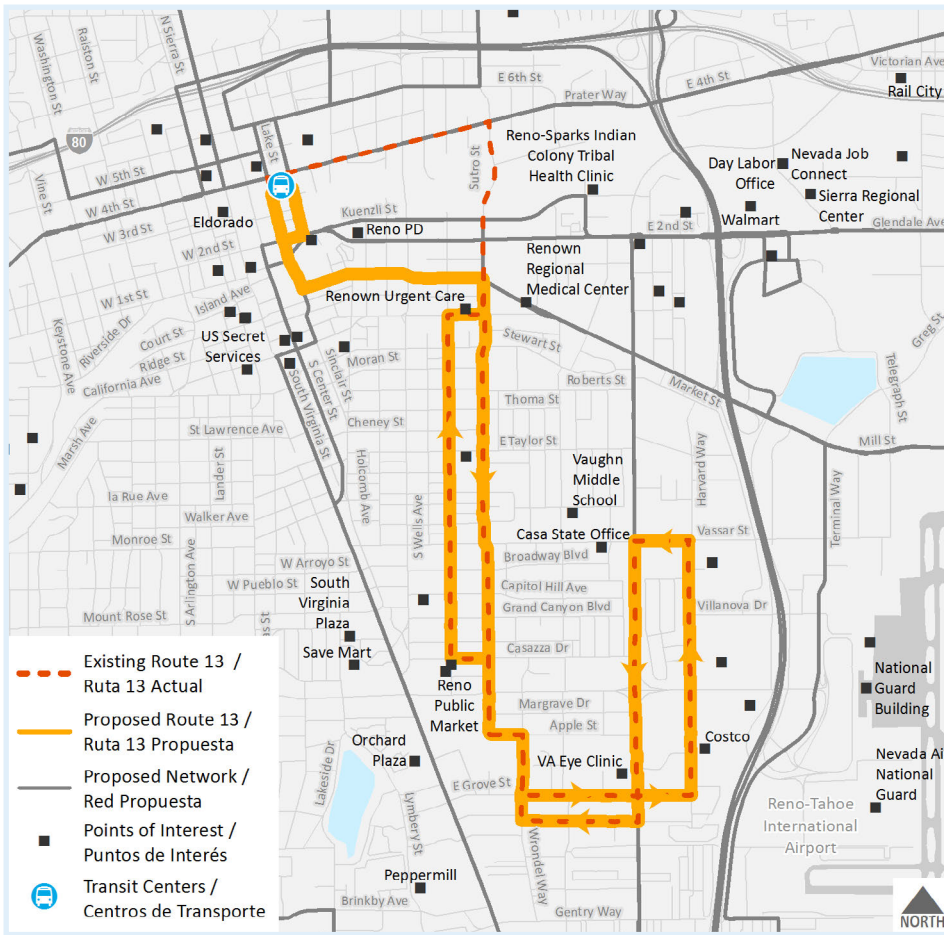 Washington St
Ralston St
N Sierra St
Victorian Ave
E 6th St
E 4th St
Rail City
Prater Way
Lake St
80
Sutro St
Reno-Sparks Indian
Colony Tribal
Health Clinic
Day Labor
Office
Nevada Job
Connect
W 5th St
Vine St
Sierra Regional
Center
W 4th St
Eldorado
Kuenzli St
Walmart
Reno PD
E 2nd St
Glendale Ave
W 3rd St
W 2nd St
Renown
Regional
Medical Center
W 1st St
Island Ave
Renown Urgent Care
Riverside Dr
Keystone Ave
Court St
US Secret
Services
Ridge St
California Ave
Stewart St
Greg St
Moran St
Sinclair St
S Center St
South Virginia St
Roberts St
Market St
Telegraph St
Thoma St
Cheney St
St Lawrence Ave
Marsh Ave
E Taylor St
Mill St
Lander St
Holcomb Ave
Vaughn
Middle
School
Harvard Way
Terminal Way
la Rue Ave
Walker Ave
S Wells Ave
Monroe St
Casa State Office
Vassar St
Broadway Blvd
S Arlington Ave
W Arroyo St
W Pueblo St
South
Virginia
Plaza
Capitol Hill Ave
Grand Canyon Blvd
Villanova Dr
Mount Rose St
Save Mart
Casazza Dr
Existing Route 13 /
Ruta 13 Actual
Reno
Public
Market
National
Guard
Building
Margrave Dr
Apple St
Proposed Route 13 /
Ruta 13 Propuesta
Orchard
Plaza
Costco
VA Eye Clinic
Lakeside Dr
E Grove St
Nevada Ai
National
Guard
Proposed Network /
Red Propuesta
Lymbery St
Reno-Tahoe
International
Airport
Points of Interest /
Puntos de Interés
Wrondel Way
Peppermill
Transit Centers /
Centros de Transporte
Brinkby Ave
Gentry Way
NORTH